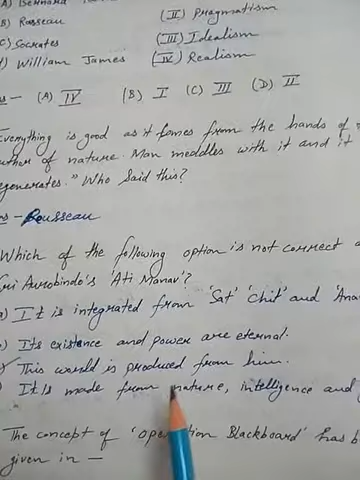 A) Bernard
B) Rousseau (II) Pragmatism
C) Socrates (III) Idealism
William James (IV) Realism
(A) IV (B) I (C) III (D) II
Everything is good as it comes from the hands of
of nature. Man meddles with it and it
degenerates." Who said this?
Rousseau
Which of the following option is not correct
Sri Aurobindo's 'Ati Manav'?
a) It is integrated from 'Sat' 'Chit' and
Its existence and power are eternal.
This world is produced from him.
It is made from nature, intelligence and
The concept of 'Operation Blackboard' has
given in —